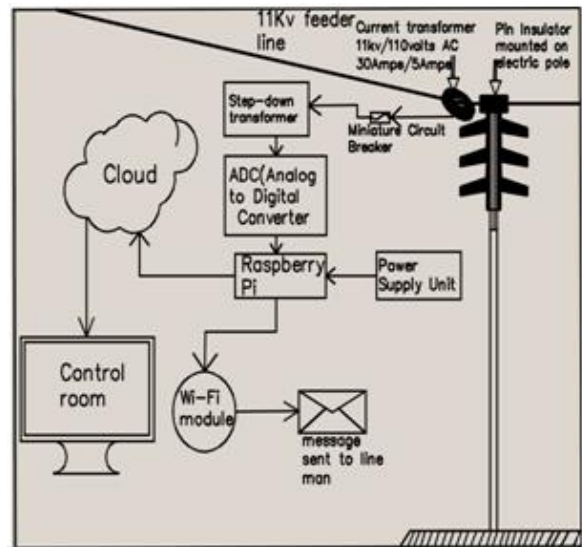 11Kv feeder
line
Current transformer
11kv/110volts AC
30Amps/5Amps
Pin Insulator
mounted on
electric pole
Step-down
transformer
Miniature Circuit
Breaker
Cloud
ADC(Analog
to Digital
Converter
Raspberry
Pi
Power
Supply Unit
Control
room
Wi-Fi
module
message
sent to line
man